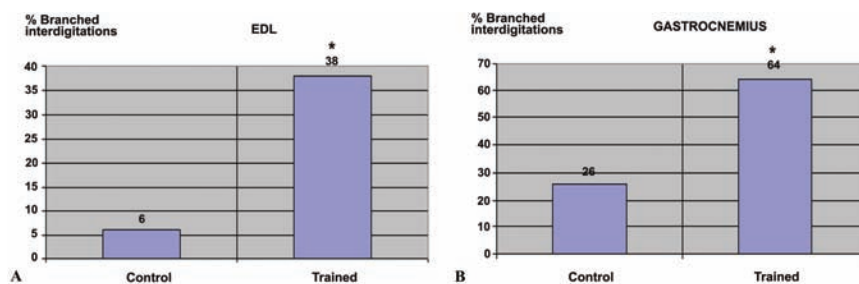 % Branched
interdigitations
EDL
*
38
40
35
30
25
20
15
10
5
0
6
Control
Trained
A
% Branched
interdigitations
GASTROCNEMIUS
*
64
70
60
50
40
30
20
10
0
26
Control
Trained
B